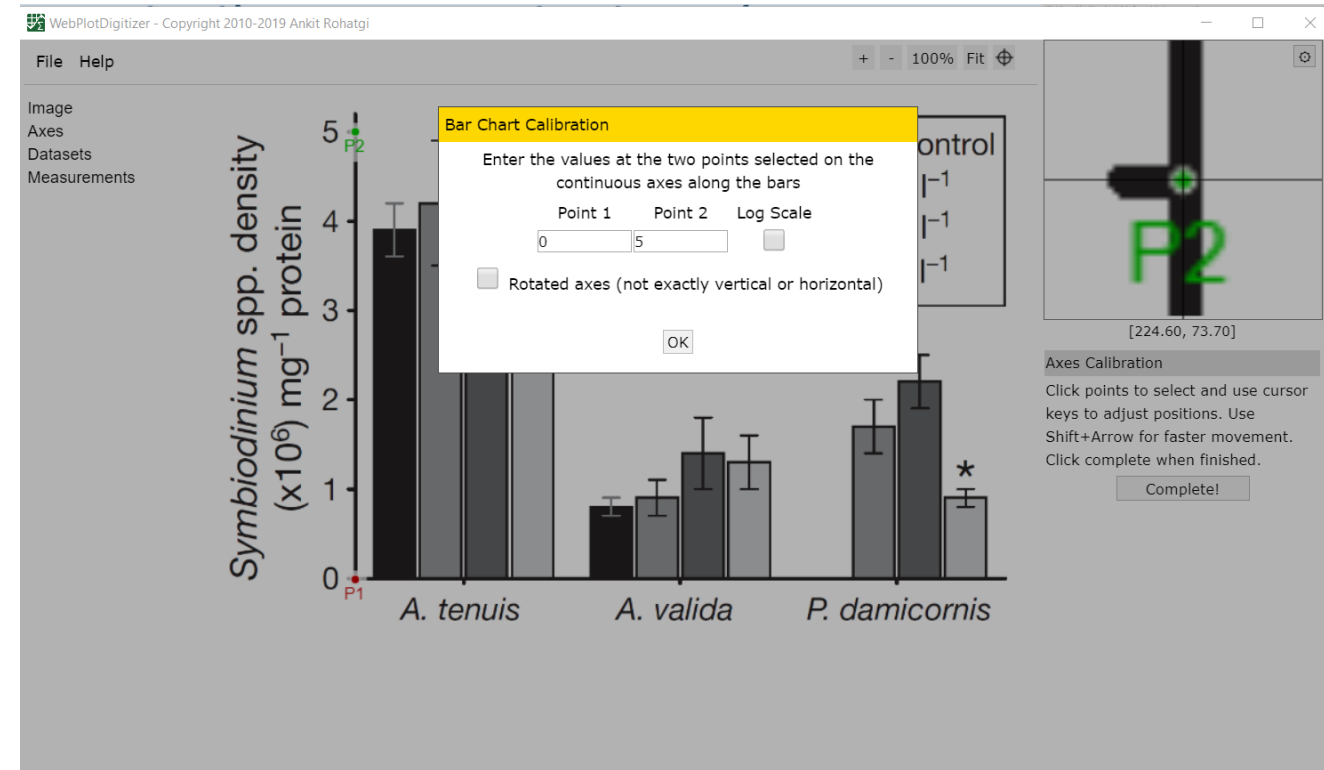 WebPlotDigitizer - Copyright 2010-2019 Ankit Rohatgi
File Help
+ - 100% Fit
Image
Axes
Datasets
Measurements
Bar Chart Calibration
Enter the values at the two points selected on the
continuous axes along the bars
Point 1 Point 2 Log Scale
0 5
Rotated axes (not exactly vertical or horizontal)
OK
Symbiodinium spp. density
(x10⁶) mg⁻¹ protein
5
P2
4
3
2
1
0
P1
ontrol
l⁻¹
l⁻¹
l⁻¹
*
A. tenuis A. valida P. damicornis
P2
[224.60, 73.70]
Axes Calibration
Click points to select and use cursor
keys to adjust positions. Use
Shift+Arrow for faster movement.
Click complete when finished.
Complete!